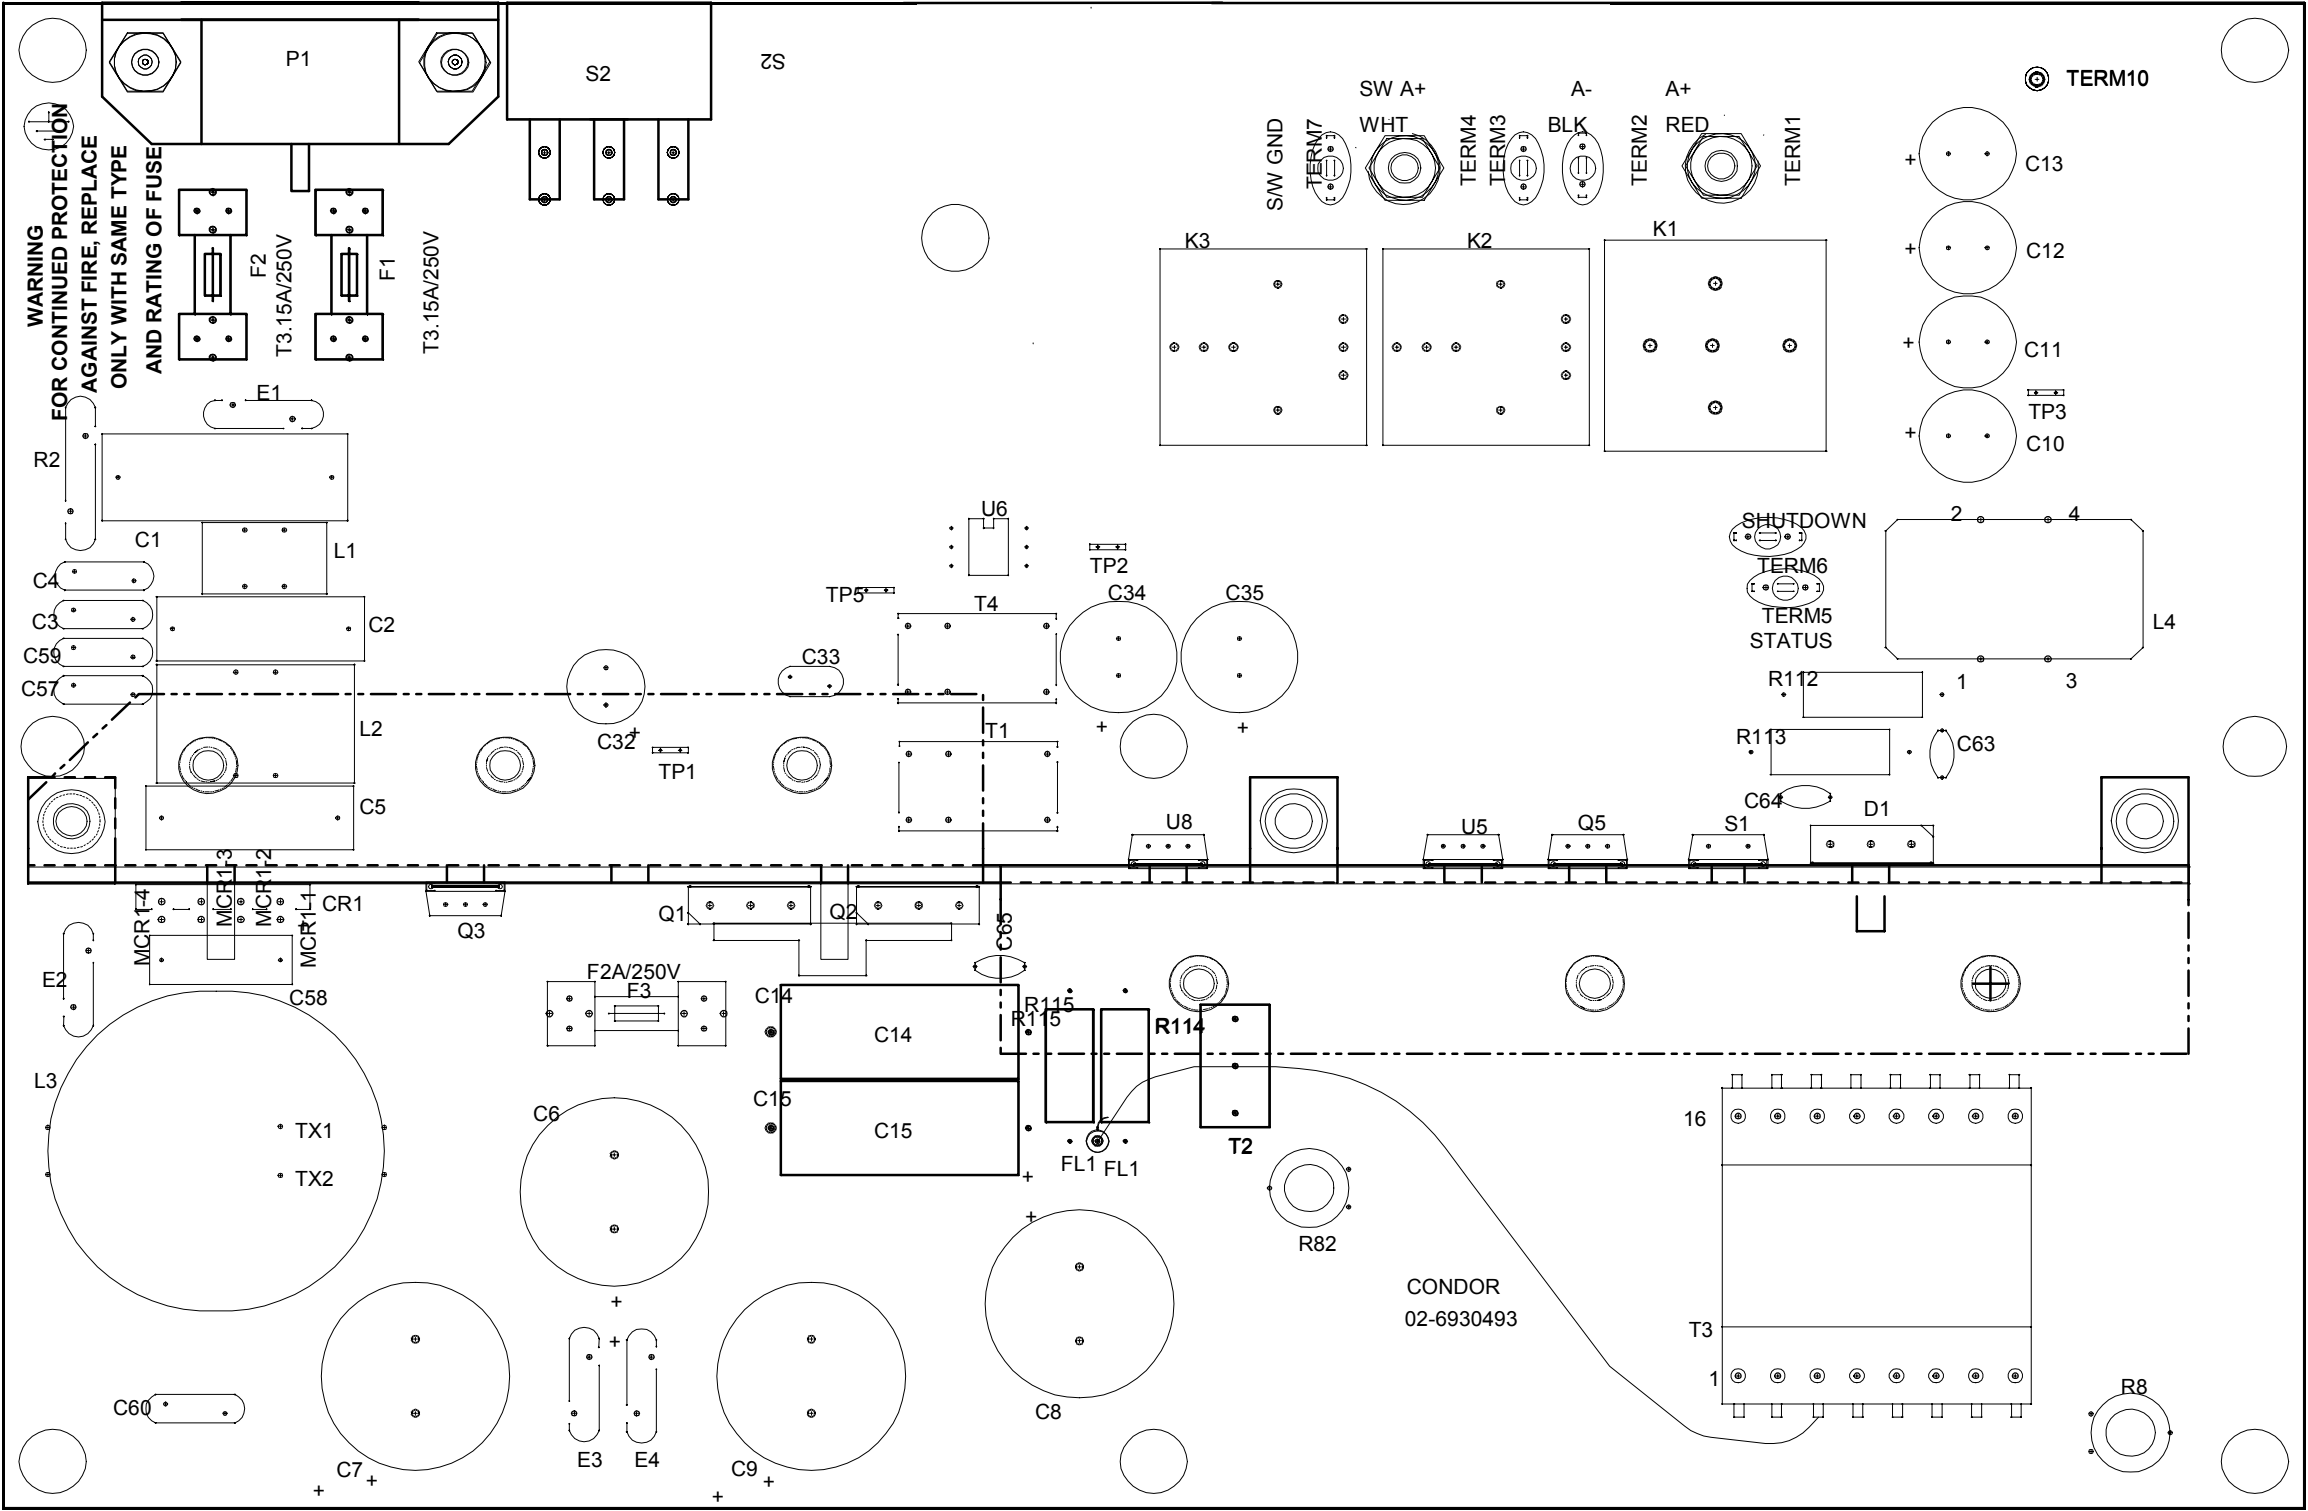 P1
S2
S2
TERM10
SW A+
A-
A+
WHT
BLK
RED
S/W GND
TERM7
TERM4
TERM3
TERM2
TERM1
WARNING
FOR CONTINUED PROTECTION
AGAINST FIRE, REPLACE
ONLY WITH SAME TYPE
AND RATING OF FUSE
F2
T3.15A/250V
F1
T3.15A/250V
K3
K2
K1
+
C13
+
C12
+
C11
TP3
+
C10
E1
R2
C1
L1
C4
C3
C2
C59
C57
L2
C5
U6
TP2
TP5
T4
C34
C35
C33
C32
+
TP1
T1
+
+
SHUTDOWN
TERM6
TERM5
STATUS
2
4
L4
1
3
R112
R113
C63
C64
D1
U8
U5
Q5
S1
MCR1-4
MCR1-3
MCR1-2
MCR1-1
+
CR1
Q3
Q1
Q2
C65
E2
C58
F2A/250V
F3
C14
C14
R115
R115
R114
L3
C6
C15
C15
TX1
TX2
FL1
FL1
T2
16
+
+
R82
CONDOR
02-6930493
T3
1
+
+
C8
R8
C60
E3
E4
C7
+
+
C9
+
+